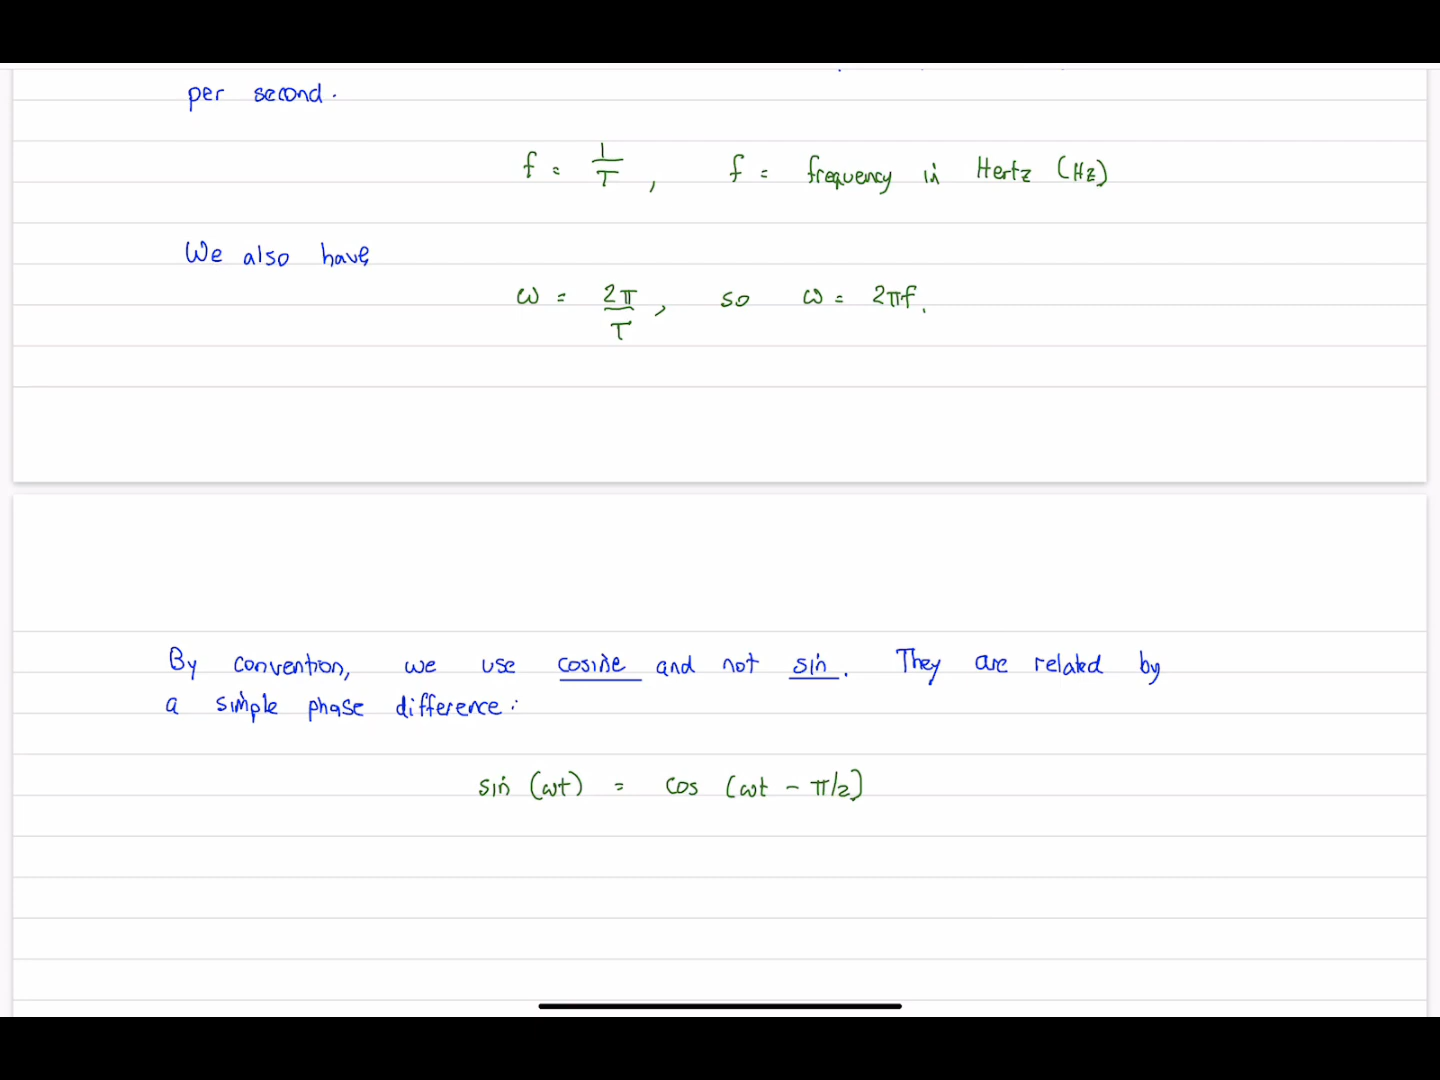 per second.
f = 1/T, f = frequency in Hertz (Hz)
We also have,
ω = 2π/T, so ω = 2πf.
By convention, we use cosine and not sin. They are related by
a simple phase difference:
sin (ωt) = cos (ωt - π/2)